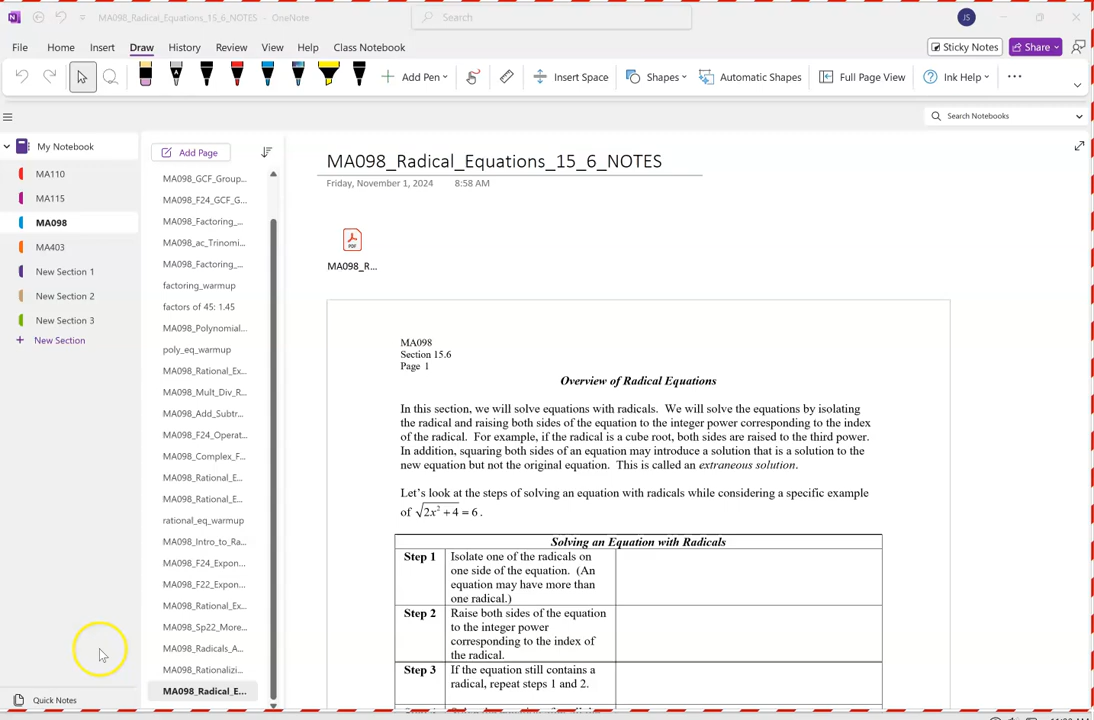 MA098_Radical_Equations_15_6_NOTES - OneNote
Search
JS
File Home Insert Draw History Review View Help Class Notebook
Sticky Notes
Share
Add Pen
Insert Space
Shapes
Automatic Shapes
Full Page View
Ink Help
Search Notebooks
My Notebook
MA110
MA115
MA098
MA403
New Section 1
New Section 2
New Section 3
New Section
Quick Notes
Add Page
MA098_GCF_Group...
MA098_F24_GCF_G...
MA098_Factoring_...
MA098_ac_Trinomi...
MA098_Factoring_...
factoring_warmup
factors of 45: 1.45
MA098_Polynomial...
poly_eq_warmup
MA098_Rational_Ex...
MA098_Mult_Div_R...
MA098_Add_Subtr...
MA098_F24_Operat...
MA098_Complex_F...
MA098_Rational_E...
MA098_Rational_E...
rational_eq_warmup
MA098_Intro_to_Ra...
MA098_F24_Expon...
MA098_F22_Expon...
MA098_Rational_Ex...
MA098_Sp22_More...
MA098_Radicals_A...
MA098_Rationalizi...
MA098_Radical_E...
MA098_Radical_Equations_15_6_NOTES
Friday, November 1, 2024 8:58 AM
PDF
MA098_R...
MA098
Section 15.6
Page 1
Overview of Radical Equations
In this section, we will solve equations with radicals. We will solve the equations by isolating
the radical and raising both sides of the equation to the integer power corresponding to the index
of the radical. For example, if the radical is a cube root, both sides are raised to the third power.
In addition, squaring both sides of an equation may introduce a solution that is a solution to the
new equation but not the original equation. This is called an extraneous solution.
Let's look at the steps of solving an equation with radicals while considering a specific example
of √2x² + 4 = 6.
Solving an Equation with Radicals
Step 1 Isolate one of the radicals on
one side of the equation. (An
equation may have more than
one radical.)
Step 2 Raise both sides of the equation
to the integer power
corresponding to the index of
the radical.
Step 3 If the equation still contains a
radical, repeat steps 1 and 2.